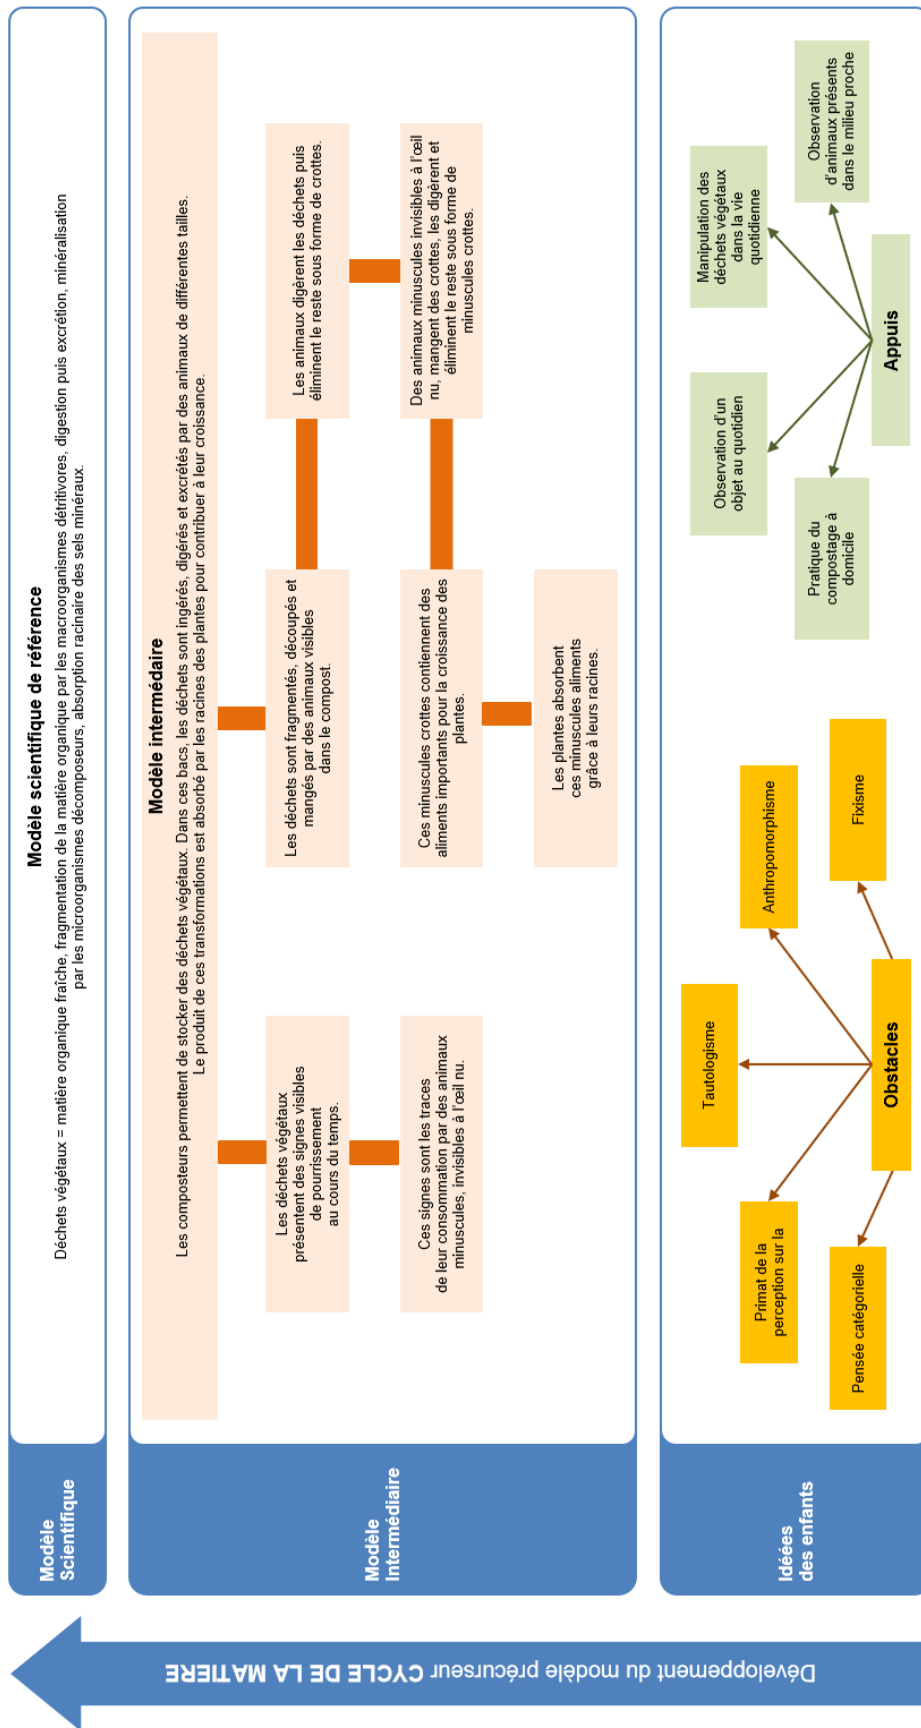 Développement du modèle précurseur CYCLE DE LA MATIERE
Modèle
Scientifique
Modèle scientifique de référence
Déchets végétaux = matière organique fraîche, fragmentation de la matière organique par les macroorganismes détritivores, digestion puis excrétion, minéralisation
par les microorganismes décomposeurs, absorption racinaire des sels minéraux.
Modèle
Intermédiaire
Modèle intermédaire
Les composteurs permettent de stocker des déchets végétaux. Dans ces bacs, les déchets sont ingérés, digérés et excrétés par des animaux de différentes tailles.
Le produit de ces transformations est absorbé par les racines des plantes pour contribuer à leur croissance.
Les déchets végétaux
présentent des signes visibles
de pourrissement
au cours du temps.
Ces signes sont les traces
de leur consommation par des animaux
minuscules, invisibles à l'œil nu.
Les déchets sont fragmentés, découpés et
mangés par des animaux visibles
dans le compost.
Les animaux digèrent les déchets puis
éliminent le reste sous forme de crottes.
Des animaux minuscules invisibles à l'œil
nu, mangent des crottes, les digèrent et
éliminent le reste sous forme de
minuscules crottes.
Ces minuscules crottes contiennent des
aliments importants pour la croissance des
plantes.
Les plantes absorbent
ces minuscules aliments
grâce à leurs racines.
Idéées
des enfants
Pensée catégorielle
Primat de la
perception sur la
Tautologisme
Anthropomorphisme
Fixisme
Obstacles
Pratique du
compostage à
domicile
Observation d'un
objet au quotidien
Manipulation des
déchets végétaux
dans la vie
quotidienne
Observation
d'animaux présents
dans le milieu proche
Appuis